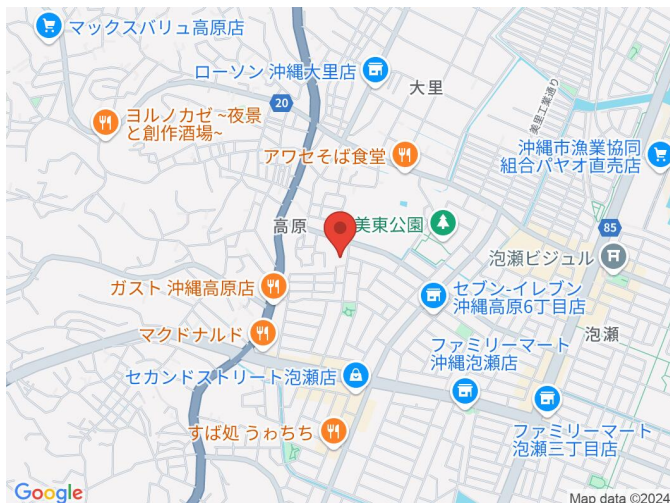 マックスバリュ高原店
ローソン 沖縄大里店
大里
美里工業通り
20
ヨルノカゼ ~夜景
と創作酒場~
アワセそば食堂
沖縄市漁業協同
組合パヤオ直売店
高原
美東公園
85
泡瀬ビジュル
ガスト 沖縄高原店
セブン-イレブン
沖縄高原6丁目店
マクドナルド
ファミリーマート
沖縄泡瀬店
泡瀬
セカンドストリート泡瀬店
すば処 うゎちち
ファミリーマート
泡瀬三丁目店
Google
Map data ©2024